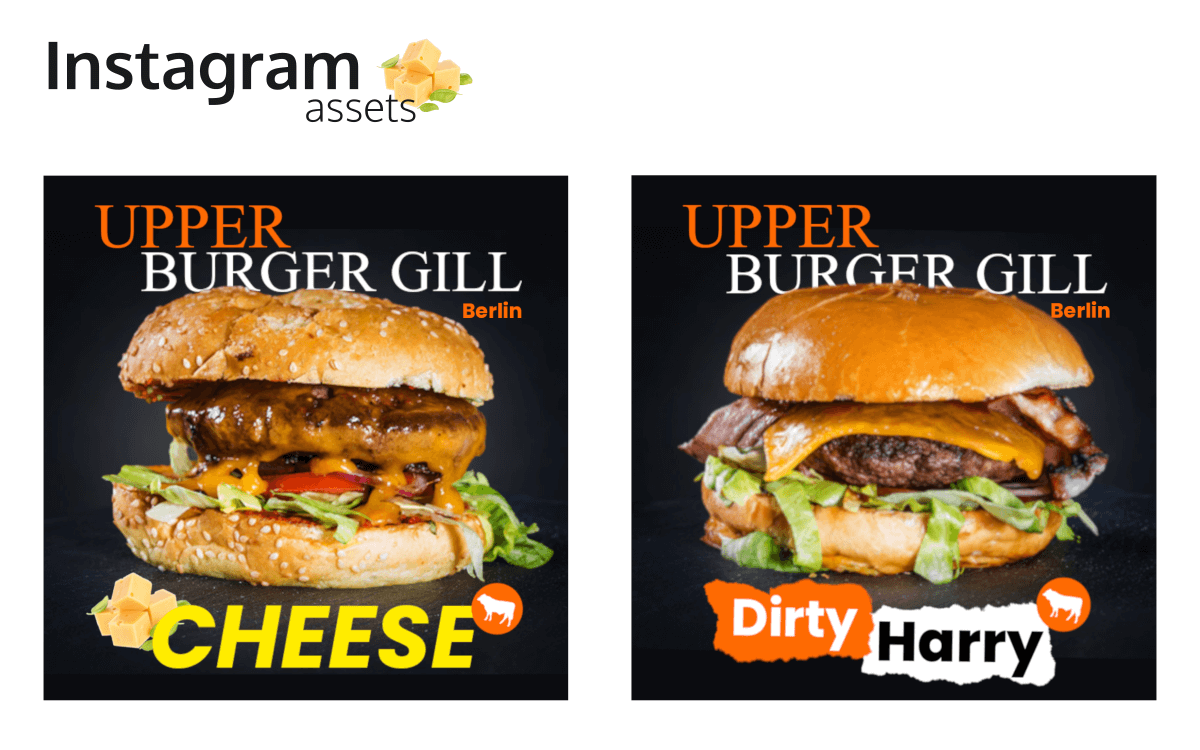 Instagram
assets
UPPER
BURGER GILL
Berlin
CHEESE
UPPER
BURGER GILL
Berlin
Dirty
Harry